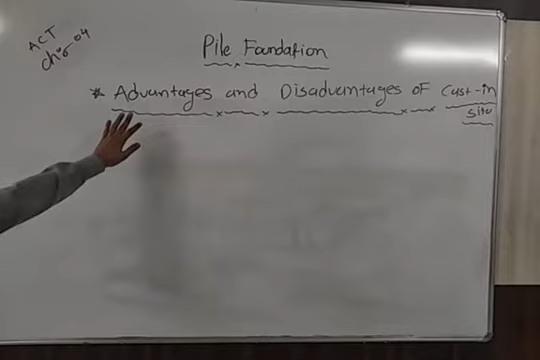 ACT
ch:-04
Pile Foundation
* Advantages and Disadvantages of Cast-in
situ